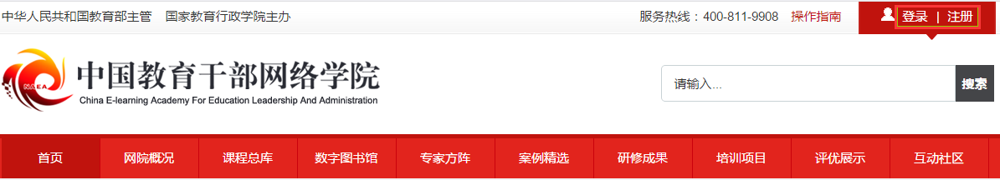 中华人民共和国教育部主管 国家教育行政学院主办 服务热线：400-811-9908 操作指南 登录 | 注册
NAEA
中国教育干部网络学院
China E-learning Academy For Education Leadership And Administration
请输入... 搜索
首页 网院概况 课程总库 数字图书馆 专家方阵 案例精选 研修成果 培训项目 评优展示 互动社区